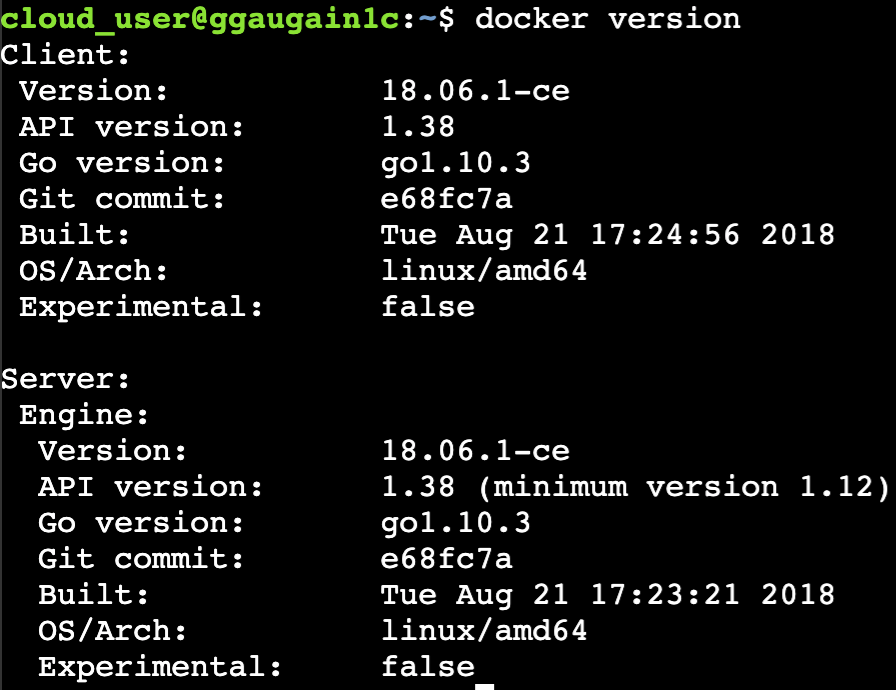 cloud_user@ggaugain1c:~$ docker version
Client:
 Version:           18.06.1-ce
 API version:       1.38
 Go version:        go1.10.3
 Git commit:        e68fc7a
 Built:             Tue Aug 21 17:24:56 2018
 OS/Arch:           linux/amd64
 Experimental:      false

Server:
 Engine:
  Version:          18.06.1-ce
  API version:      1.38 (minimum version 1.12)
  Go version:       go1.10.3
  Git commit:       e68fc7a
  Built:            Tue Aug 21 17:23:21 2018
  OS/Arch:          linux/amd64
  Experimental:     false